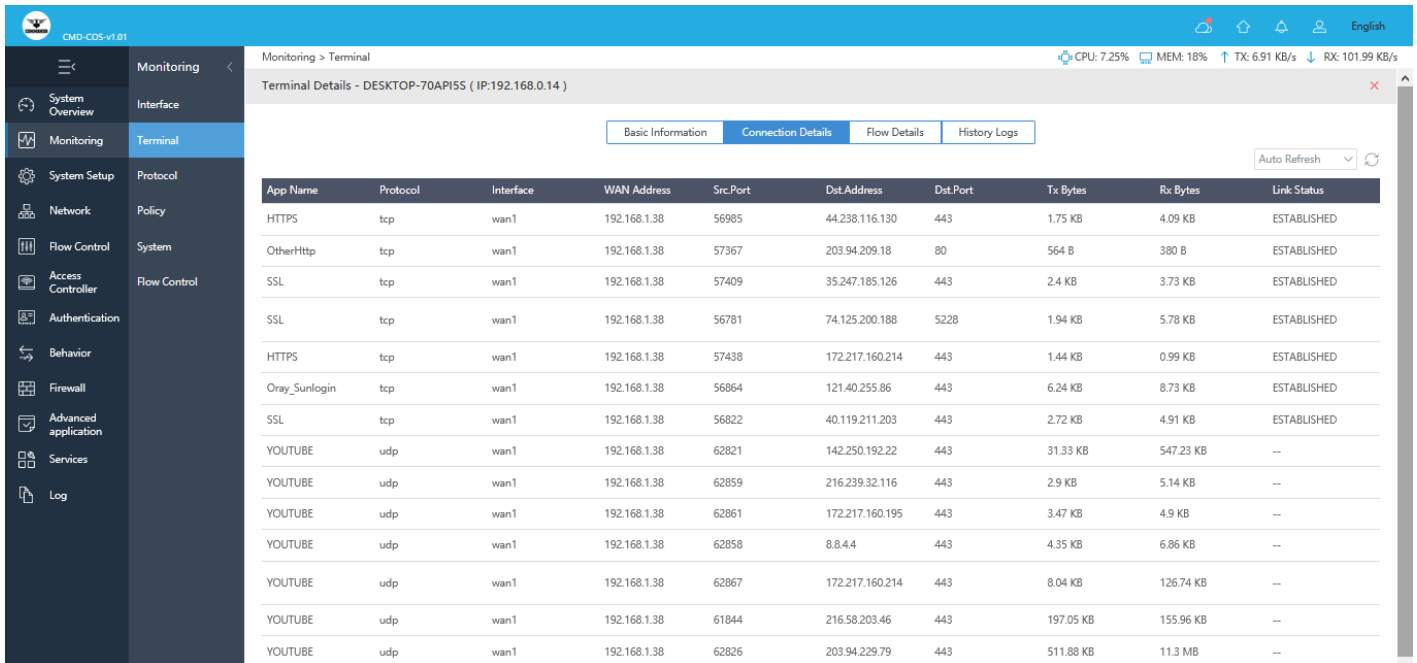 COMMANDO
CMD-COS-v1.01
English
Monitoring > Terminal
CPU: 7.25% MEM: 18% ↑ TX: 6.91 KB/s ↓ RX: 101.99 KB/s
System Overview
Monitoring
System Setup
Network
Flow Control
Access Controller
Authentication
Behavior
Firewall
Advanced application
Services
Log
Monitoring <
Interface
Terminal
Protocol
Policy
System
Flow Control
Terminal Details - DESKTOP-70API5S ( IP:192.168.0.14 )
Basic Information Connection Details Flow Details History Logs
Auto Refresh
App Name Protocol Interface WAN Address Src.Port Dst.Address Dst.Port Tx Bytes Rx Bytes Link Status
HTTPS tcp wan1 192.168.1.38 56985 44.238.116.130 443 1.75 KB 4.09 KB ESTABLISHED
OtherHttp tcp wan1 192.168.1.38 57367 203.94.209.18 80 564 B 380 B ESTABLISHED
SSL tcp wan1 192.168.1.38 57409 35.247.185.126 443 2.4 KB 3.73 KB ESTABLISHED
SSL tcp wan1 192.168.1.38 56781 74.125.200.188 5228 1.94 KB 5.78 KB ESTABLISHED
HTTPS tcp wan1 192.168.1.38 57438 172.217.160.214 443 1.44 KB 0.99 KB ESTABLISHED
Oray_Sunlogin tcp wan1 192.168.1.38 56864 121.40.255.86 443 6.24 KB 8.73 KB ESTABLISHED
SSL tcp wan1 192.168.1.38 56822 40.119.211.203 443 2.72 KB 4.91 KB ESTABLISHED
YOUTUBE udp wan1 192.168.1.38 62821 142.250.192.22 443 31.33 KB 547.23 KB --
YOUTUBE udp wan1 192.168.1.38 62859 216.239.32.116 443 2.9 KB 5.14 KB --
YOUTUBE udp wan1 192.168.1.38 62861 172.217.160.195 443 3.47 KB 4.9 KB --
YOUTUBE udp wan1 192.168.1.38 62858 8.8.4.4 443 4.35 KB 6.86 KB --
YOUTUBE udp wan1 192.168.1.38 62867 172.217.160.214 443 8.04 KB 126.74 KB --
YOUTUBE udp wan1 192.168.1.38 61844 216.58.203.46 443 197.05 KB 155.96 KB --
YOUTUBE udp wan1 192.168.1.38 62826 203.94.229.79 443 511.88 KB 11.3 MB --